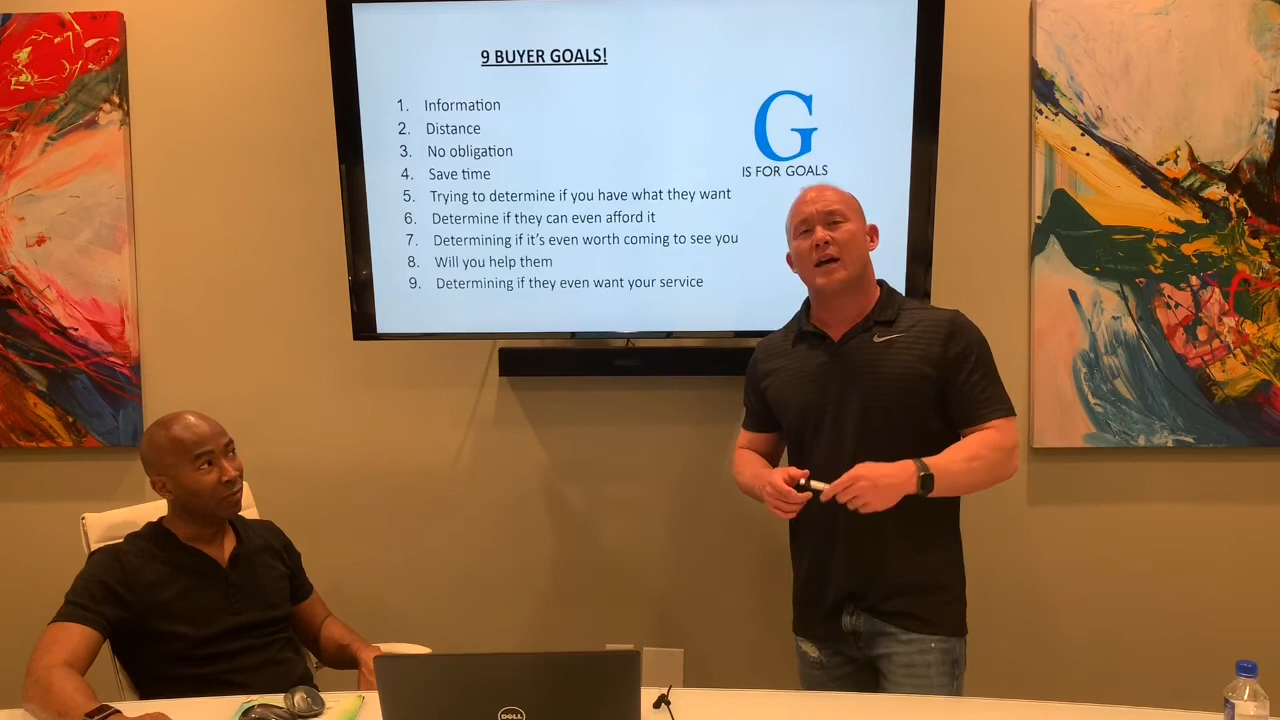 9 BUYER GOALS!
1. Information
2. Distance
3. No obligation
4. Save time
5. Trying to determine if you have what they want
6. Determine if they can even afford it
7. Determining if it's even worth coming to see you
8. Will you help them
9. Determining if they even want your service
G
IS FOR GOALS
DELL